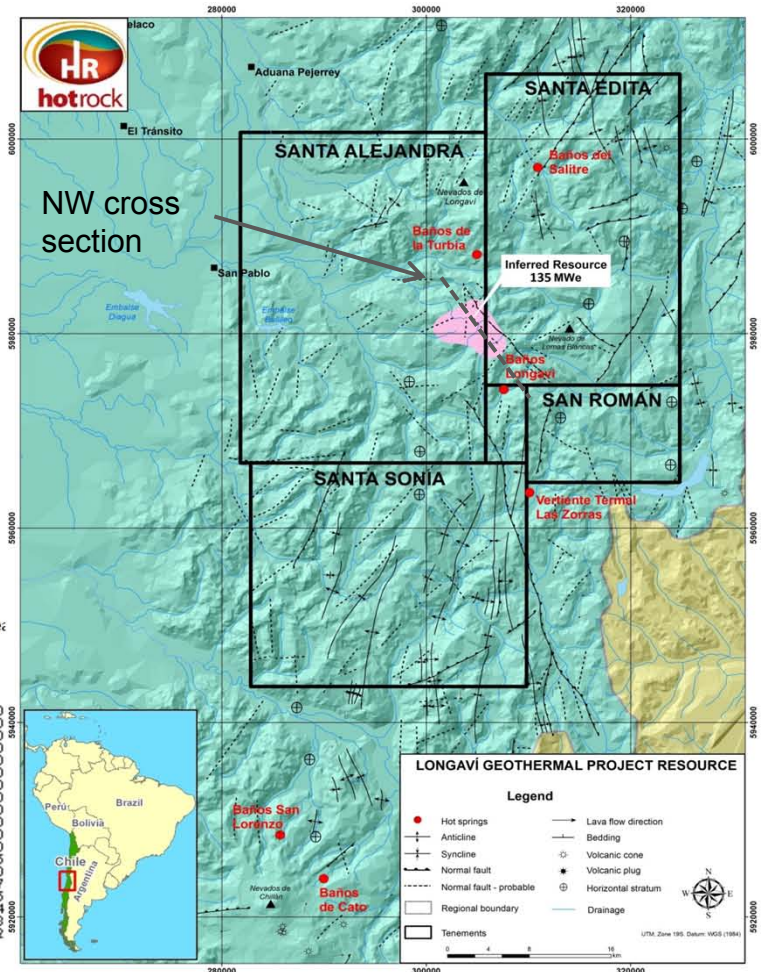 280000
300000
320000
elaco
HR
hotrock
Aduana Pejerrey
El Tránsito
6000000
6000000
SANTA EDITA
SANTA ALEJANDRA
Baños del
Salitre
Nevados de
Longaví
NW cross
section
Baños de
la Turbia
San Pablo
Inferred Resource
135 MWe
Embalse
Digua
Embalse
5980000
5980000
Nevado de
Lomas Blancas
Baños
Longaví
SAN ROMÁN
SANTA SONIA
Vertiente Termal
Las Zorras
5960000
5960000
5940000
5940000
Perú
Brazil
Bolivia
Chile
Argentina
Baños San
Lorenzo
Baños
de Cato
Nevados de
Chillán
5920000
5920000
LONGAVÍ GEOTHERMAL PROJECT RESOURCE
Legend
Hot springs
Anticline
Syncline
Normal fault
Normal fault - probable
Regional boundary
Tenements
Lava flow direction
Bedding
Volcanic cone
Volcanic plug
Horizontal stratum
Drainage
N
W E
S
0 4 8 16
km
UTM, Zone 19S. Datum: WGS (1984)
280000
300000
320000